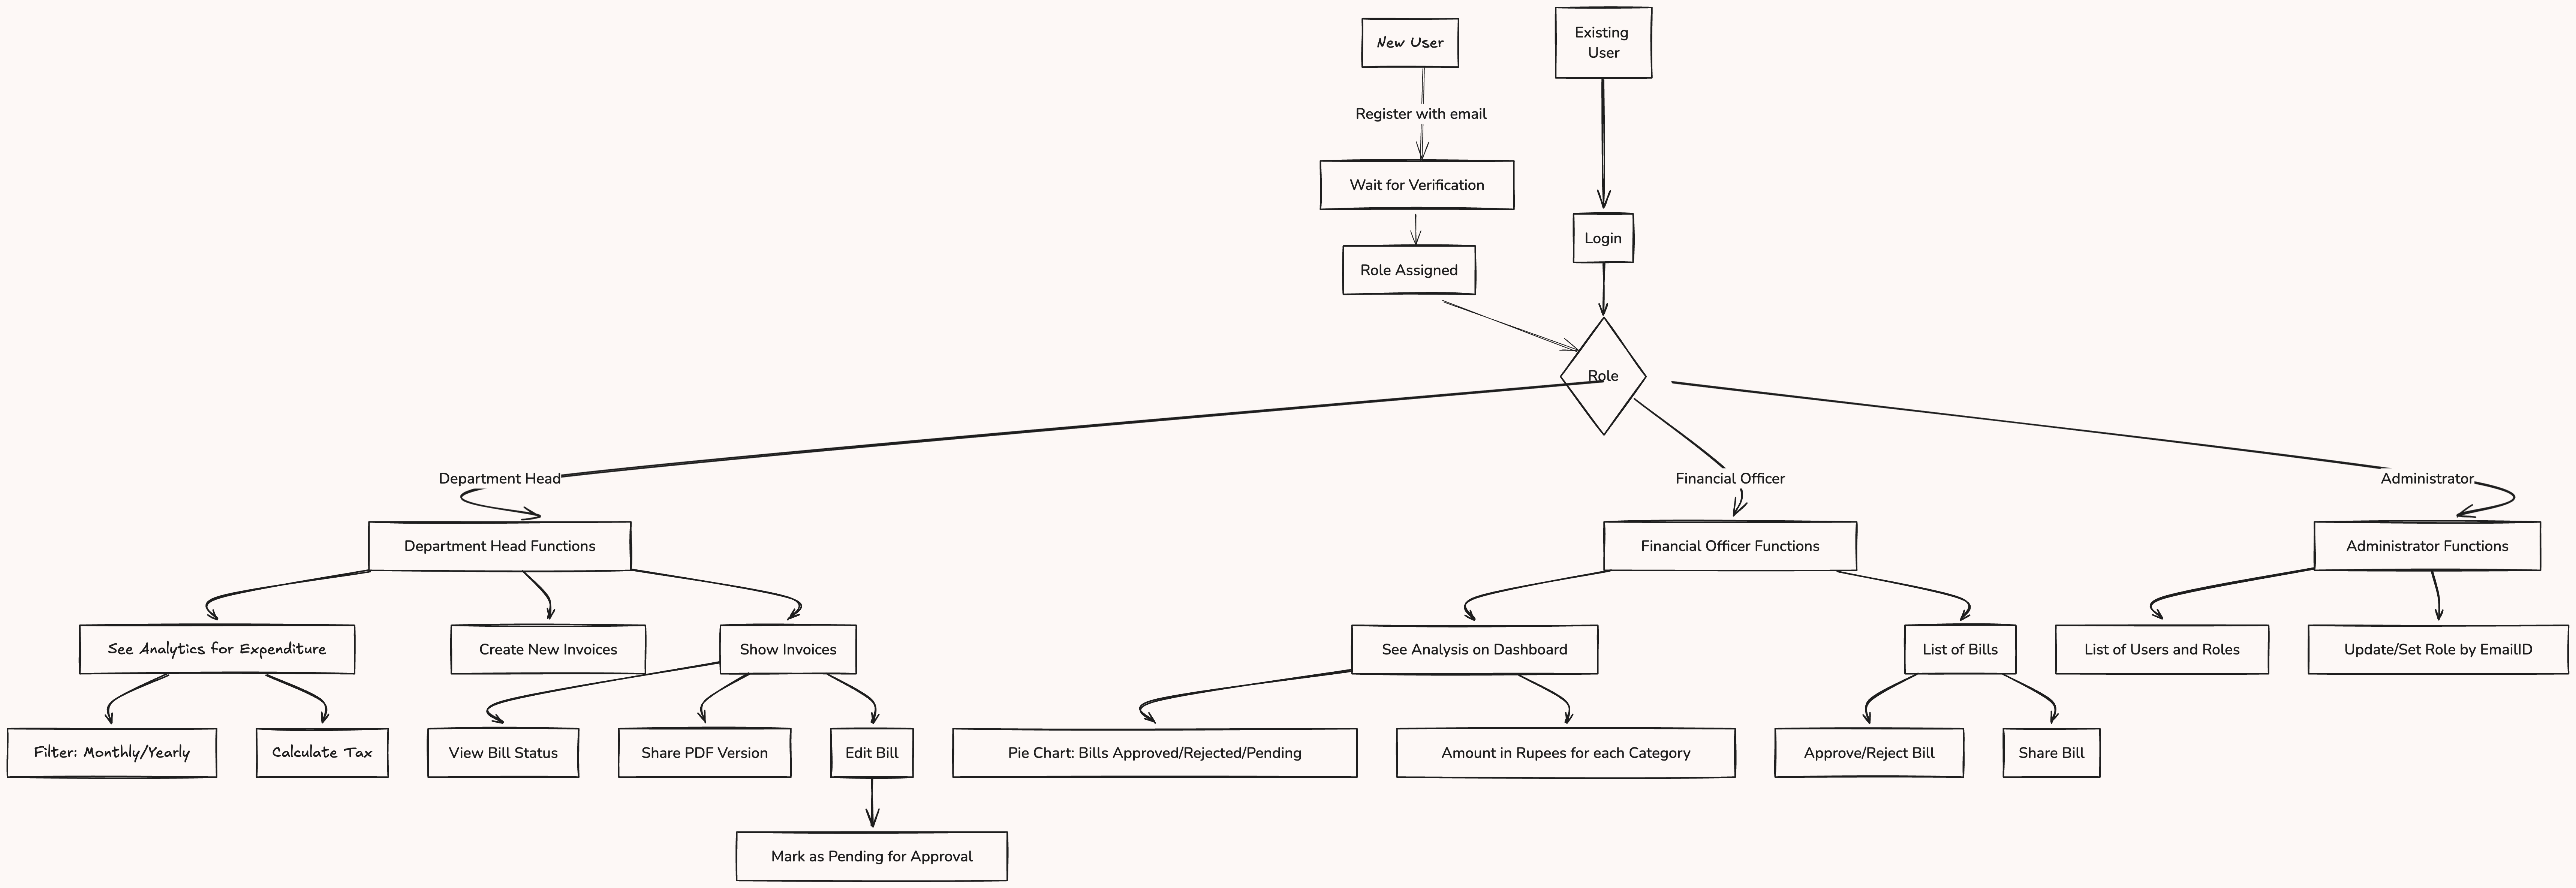 New User
Existing
User
Register with email
Wait for Verification
Login
Role Assigned
Role
Department Head
Financial Officer
Administrator
Department Head Functions
Financial Officer Functions
Administrator Functions
See Analytics for Expenditure
Create New Invoices
Show Invoices
See Analysis on Dashboard
List of Bills
List of Users and Roles
Update/Set Role by EmailID
Filter: Monthly/Yearly
Calculate Tax
View Bill Status
Share PDF Version
Edit Bill
Pie Chart: Bills Approved/Rejected/Pending
Amount in Rupees for each Category
Approve/Reject Bill
Share Bill
Mark as Pending for Approval